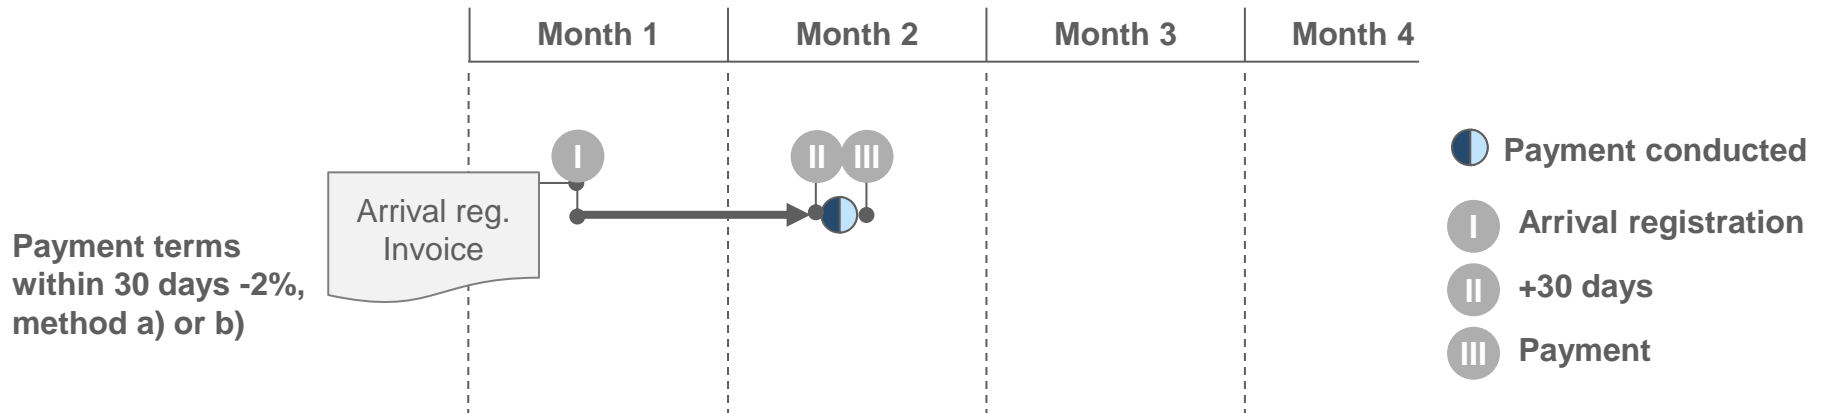 Month 1
Month 2
Month 3
Month 4
I
II
III
Arrival reg.
Invoice
Payment terms
within 30 days -2%,
method a) or b)
Payment conducted
I
Arrival registration
II
+30 days
III
Payment